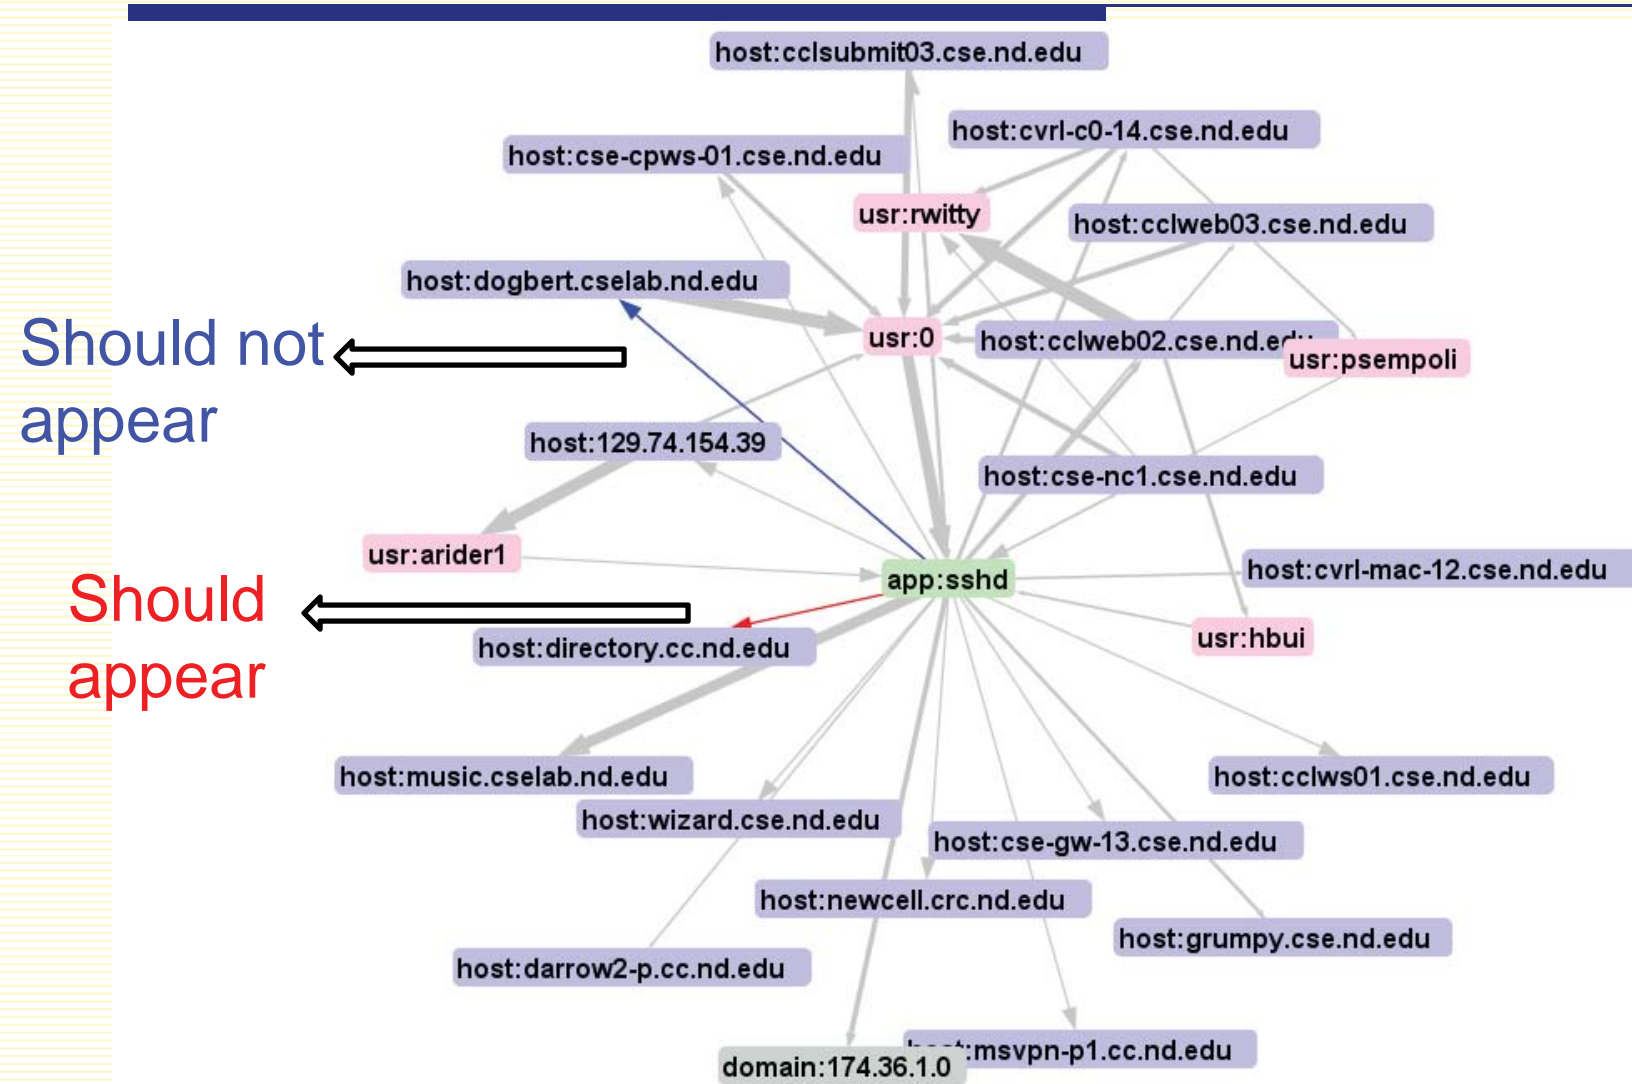 host:cclsubmit03.cse.nd.edu
host:cvrl-c0-14.cse.nd.edu
host:cse-cpws-01.cse.nd.edu
usr:rwitty
host:cclweb03.cse.nd.edu
host:dogbert.cselab.nd.edu
Should not
appear
usr:0
host:cclweb02.cse.nd.edu
usr:psempoli
host:129.74.154.39
host:cse-nc1.cse.nd.edu
usr:arider1
app:sshd
host:cvrl-mac-12.cse.nd.edu
Should
appear
host:directory.cc.nd.edu
usr:hbui
host:music.cselab.nd.edu
host:cclws01.cse.nd.edu
host:wizard.cse.nd.edu
host:cse-gw-13.cse.nd.edu
host:newcell.crc.nd.edu
host:grumpy.cse.nd.edu
host:darrow2-p.cc.nd.edu
host:msvpn-p1.cc.nd.edu
domain:174.36.1.0